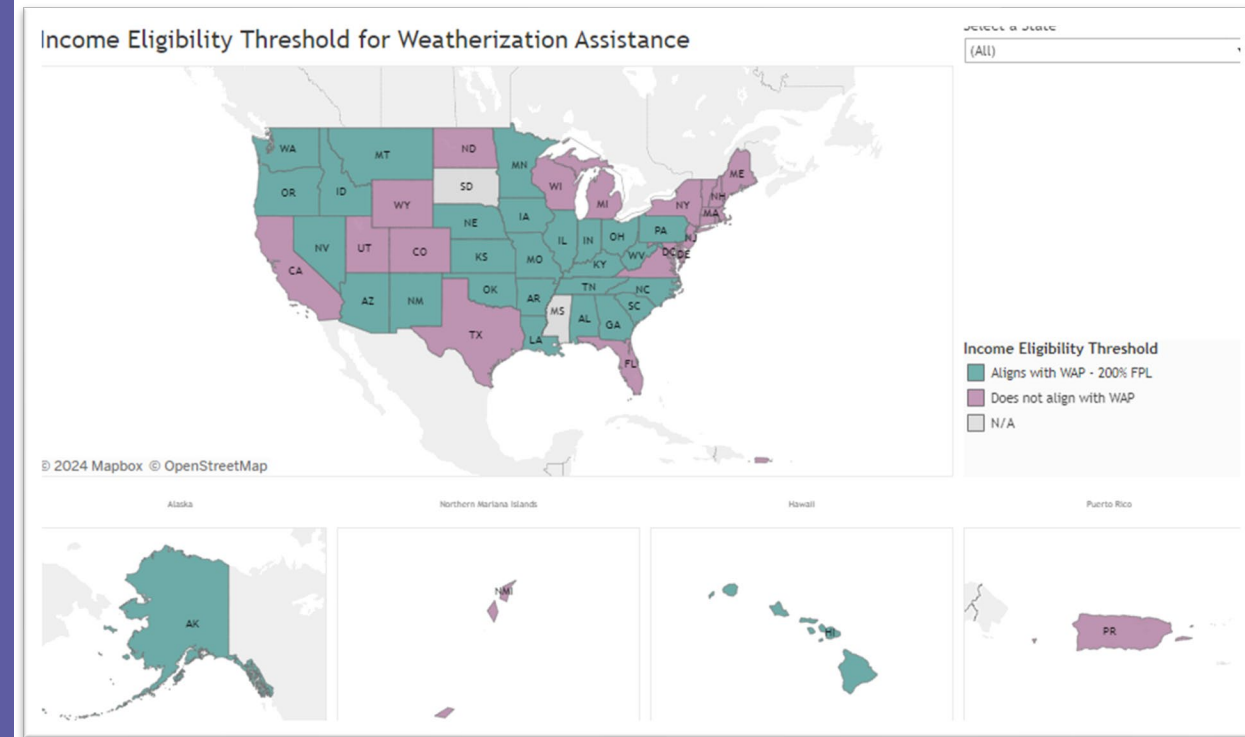 Income Eligibility Threshold for Weatherization Assistance
Select a State
(All)
WA
MT
ND
MN
ME
OR
ID
SD
WI
MI
NY
NH
WY
MA
NE
IA
PA
NJ
NV
UT
CO
IL
IN
OH
DC
DE
CA
KS
MO
WV
KY
AZ
NM
OK
AR
TN
NC
SC
TX
MS
AL
GA
LA
FL
Income Eligibility Threshold
Aligns with WAP - 200% FPL
Does not align with WAP
N/A
© 2024 Mapbox © OpenStreetMap
Alaska
Northern Mariana Islands
Hawaii
Puerto Rico
AK
NMI
HI
PR